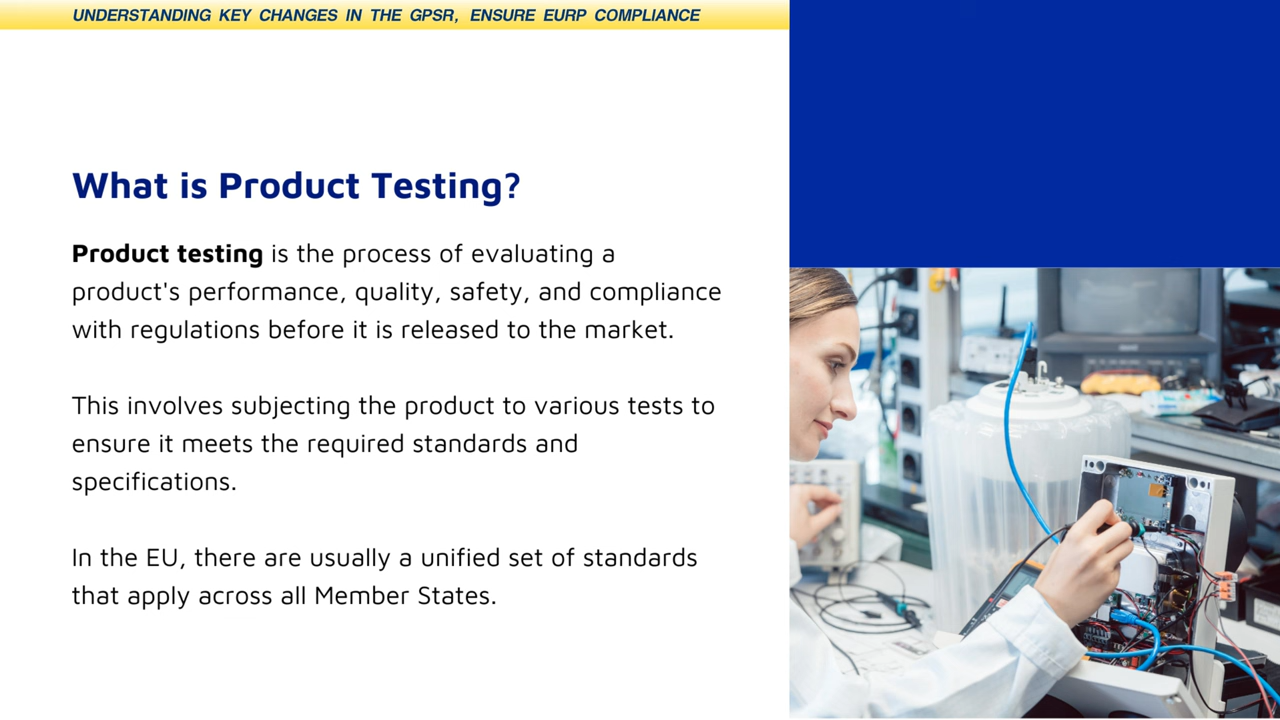 UNDERSTANDING KEY CHANGES IN THE GPSR, ENSURE EURP COMPLIANCE
What is Product Testing?
Product testing is the process of evaluating a
product's performance, quality, safety, and compliance
with regulations before it is released to the market.
This involves subjecting the product to various tests to
ensure it meets the required standards and
specifications.
In the EU, there are usually a unified set of standards
that apply across all Member States.